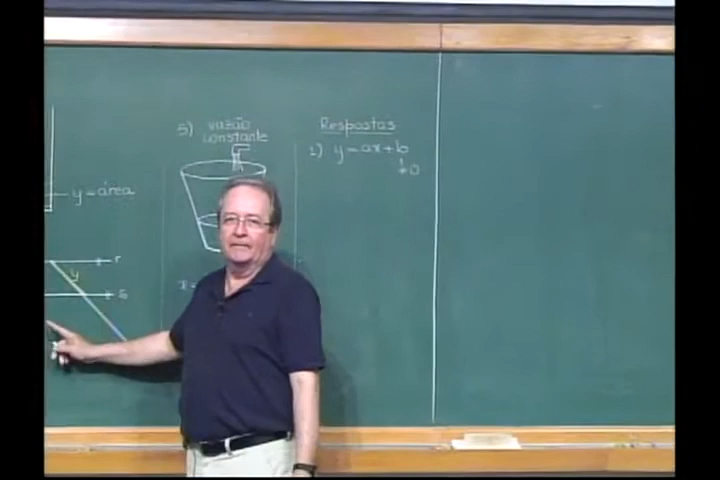 y = área
r
y
s
5) vazão
constante
x =
Respostas
1) y = ax + b
≠ 0